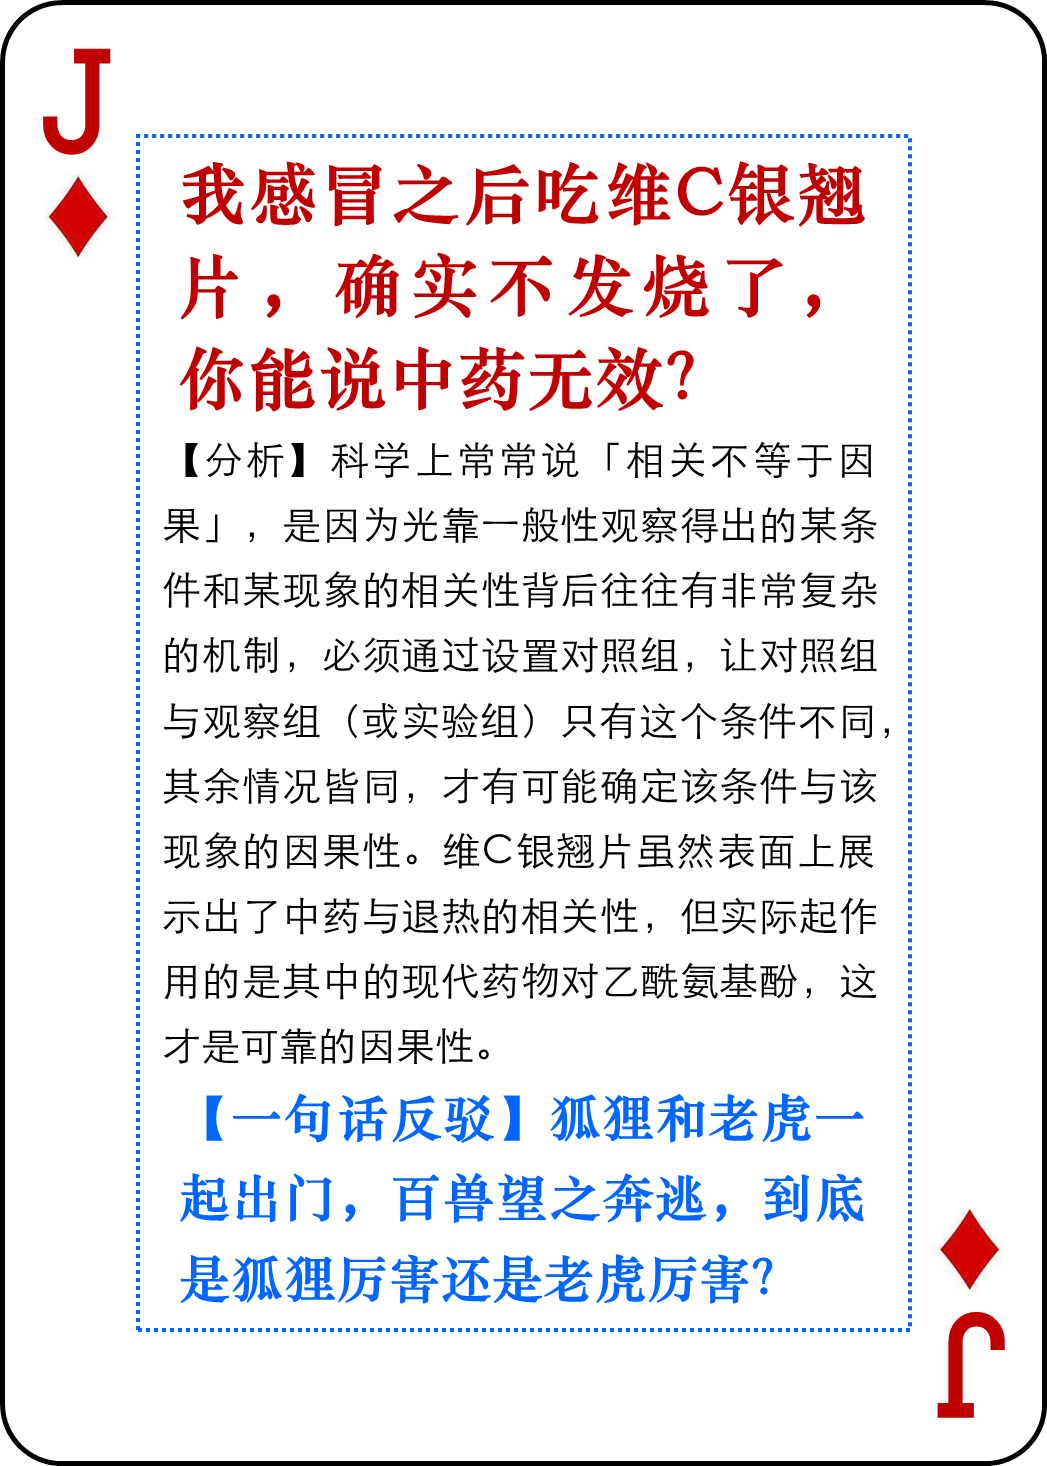 J
我感冒之后吃维C银翘
片，确实不发烧了，
你能说中药无效？
【分析】科学上常常说「相关不等于因
果」，是因为光靠一般性观察得出的某条
件和某现象的相关性背后往往有非常复杂
的机制，必须通过设置对照组，让对照组
与观察组（或实验组）只有这个条件不同，
其余情况皆同，才有可能确定该条件与该
现象的因果性。维C银翘片虽然表面上展
示出了中药与退热的相关性，但实际起作
用的是其中的现代药物对乙酰氨基酚，这
才是可靠的因果性。
【一句话反驳】狐狸和老虎一
起出门，百兽望之奔逃，到底
是狐狸厉害还是老虎厉害？
J